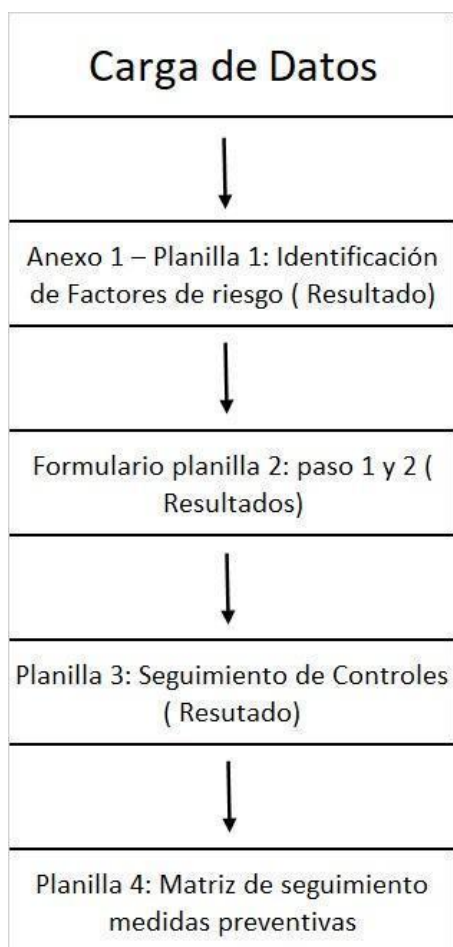 Carga de Datos
Anexo 1 – Planilla 1: Identificación
de Factores de riesgo ( Resultado)
Formulario planilla 2: paso 1 y 2 (
Resultados)
Planilla 3: Seguimiento de Controles
( Resutado)
Planilla 4: Matriz de seguimiento
medidas preventivas